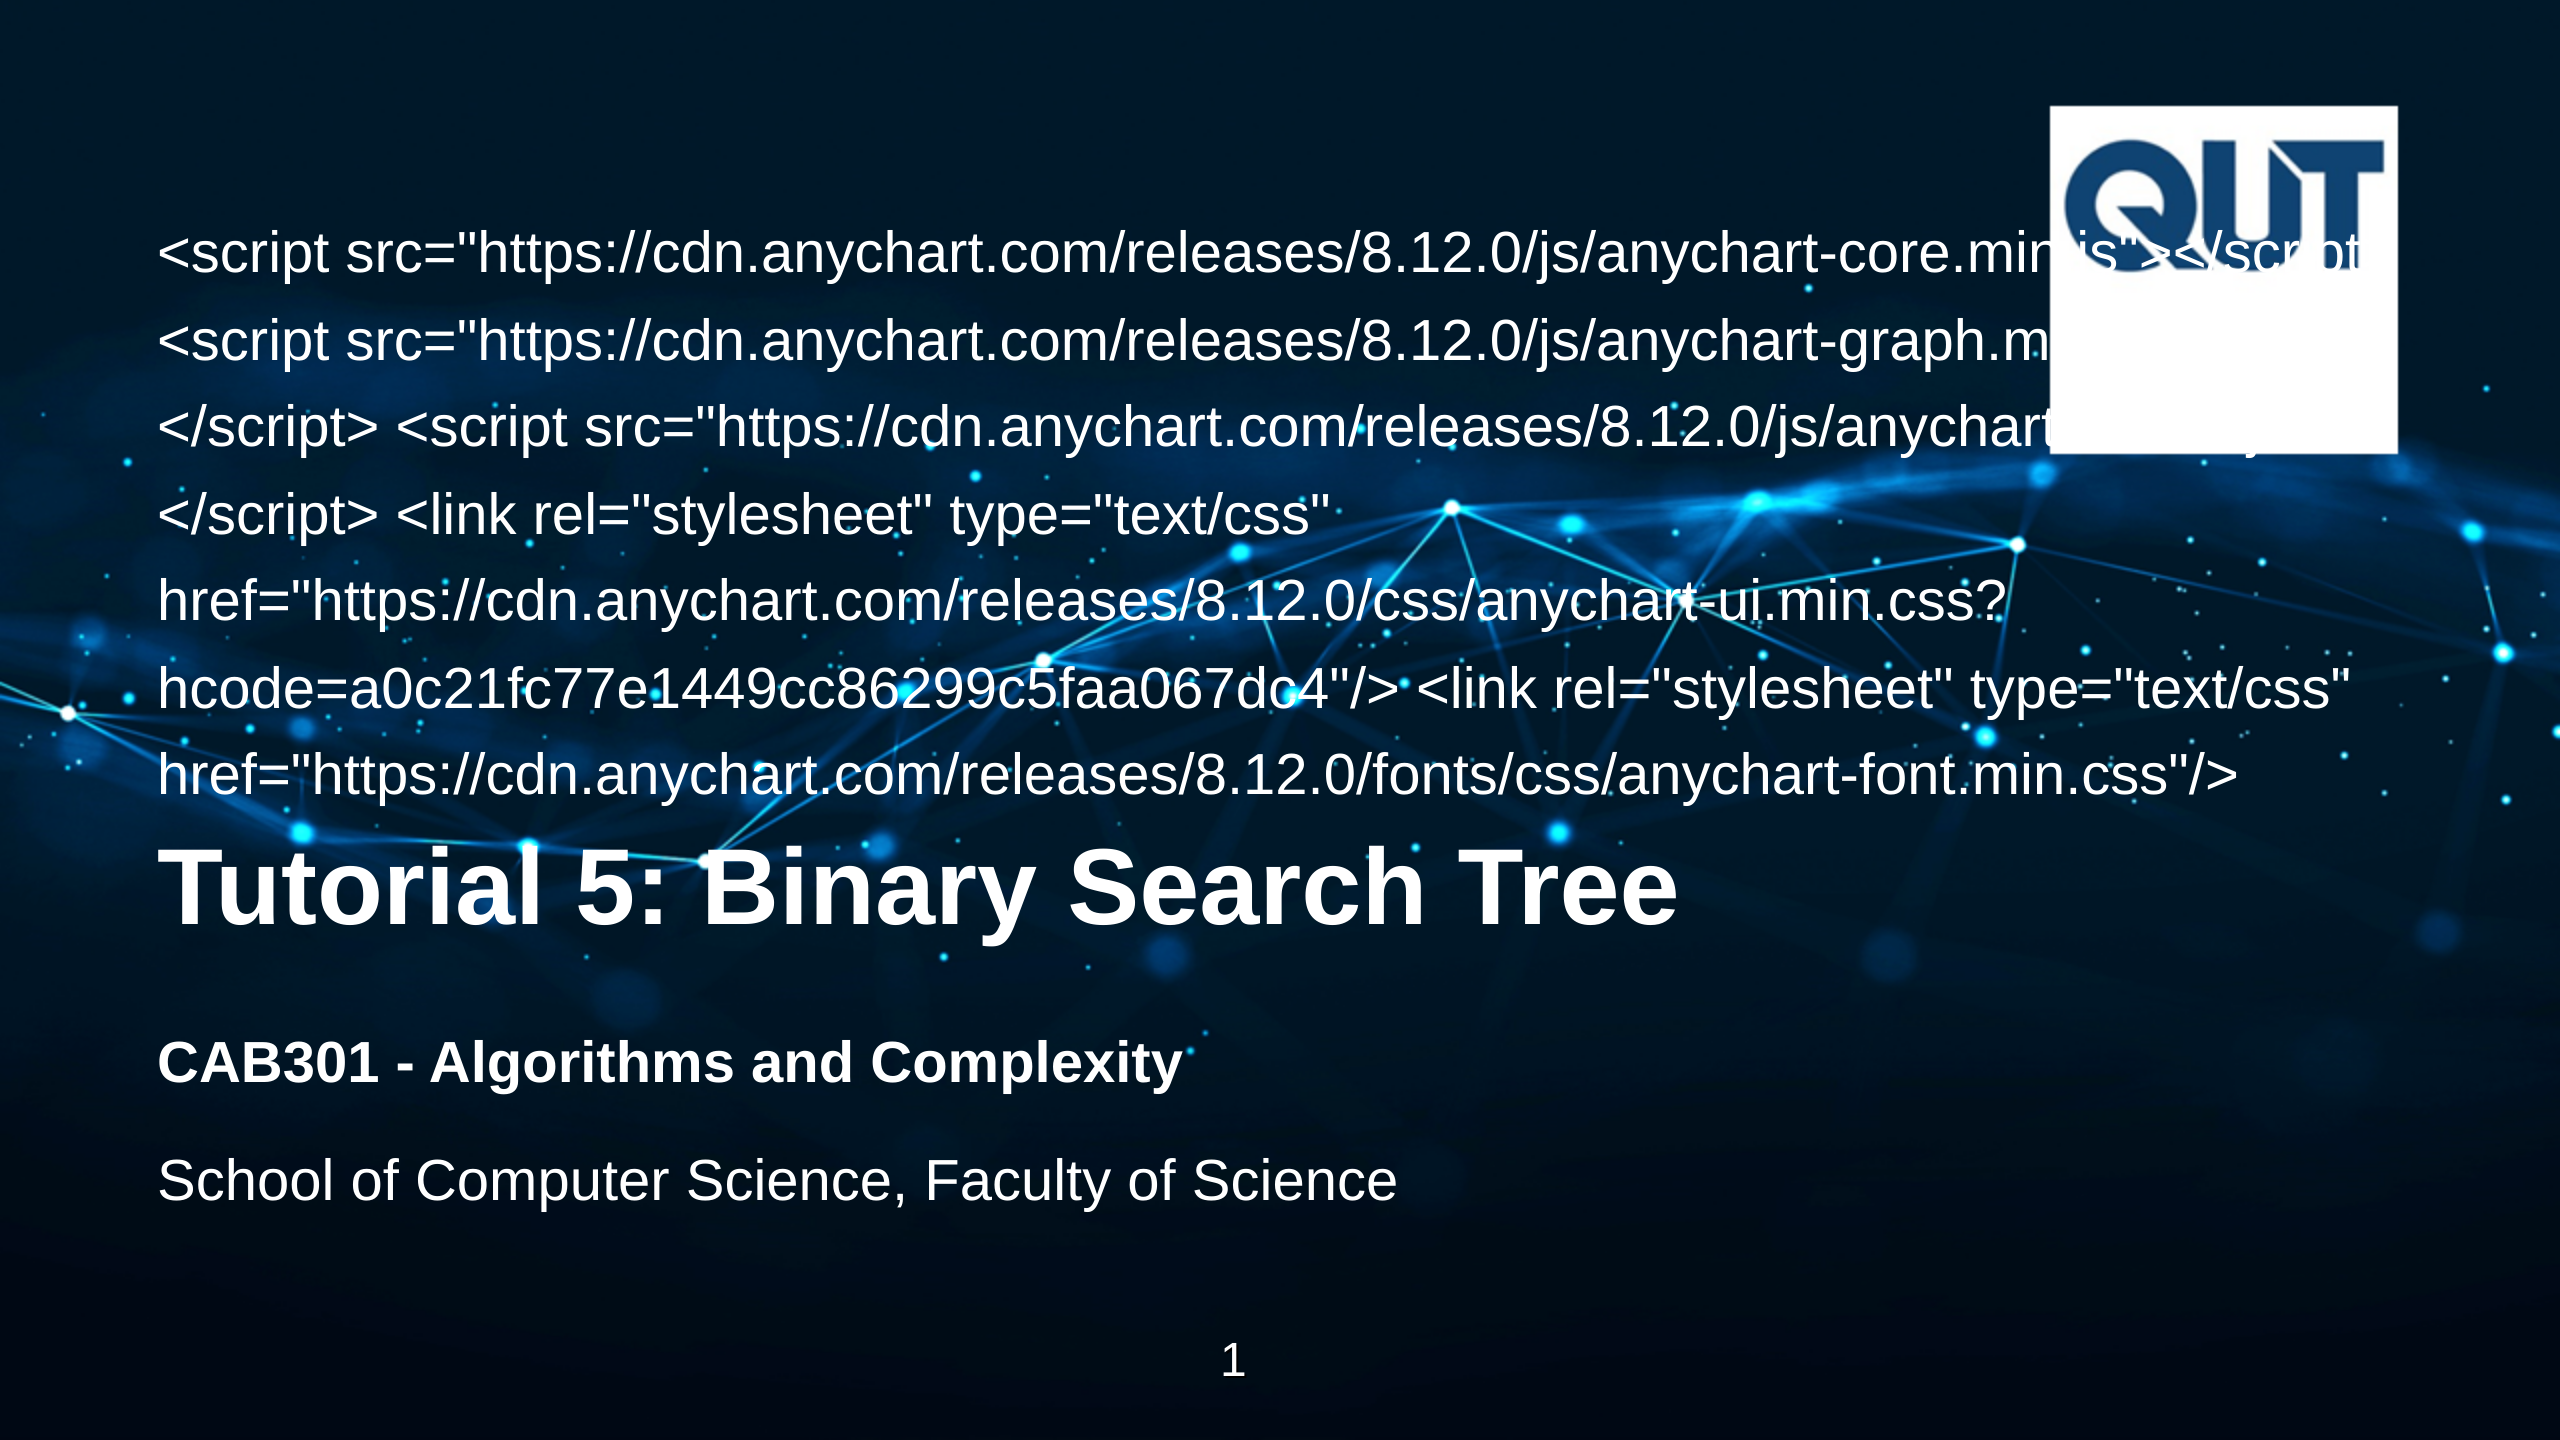 QUT
<script src="https://cdn.anychart.com/releases/8.12.0/js/anychart-core.min.js"></script
<script src="https://cdn.anychart.com/releases/8.12.0/js/anychart-graph.m
</script> <script src="https://cdn.anychart.com/releases/8.12.0/js/anychart
</script> <link rel="stylesheet" type="text/css"
href="https://cdn.anychart.com/releases/8.12.0/css/anychart-ui.min.css?
hcode=a0c21fc77e1449cc86299c5faa067dc4"/> <link rel="stylesheet" type="text/css"
href="https://cdn.anychart.com/releases/8.12.0/fonts/css/anychart-font.min.css"/>
Tutorial 5: Binary Search Tree
CAB301 - Algorithms and Complexity
School of Computer Science, Faculty of Science
1